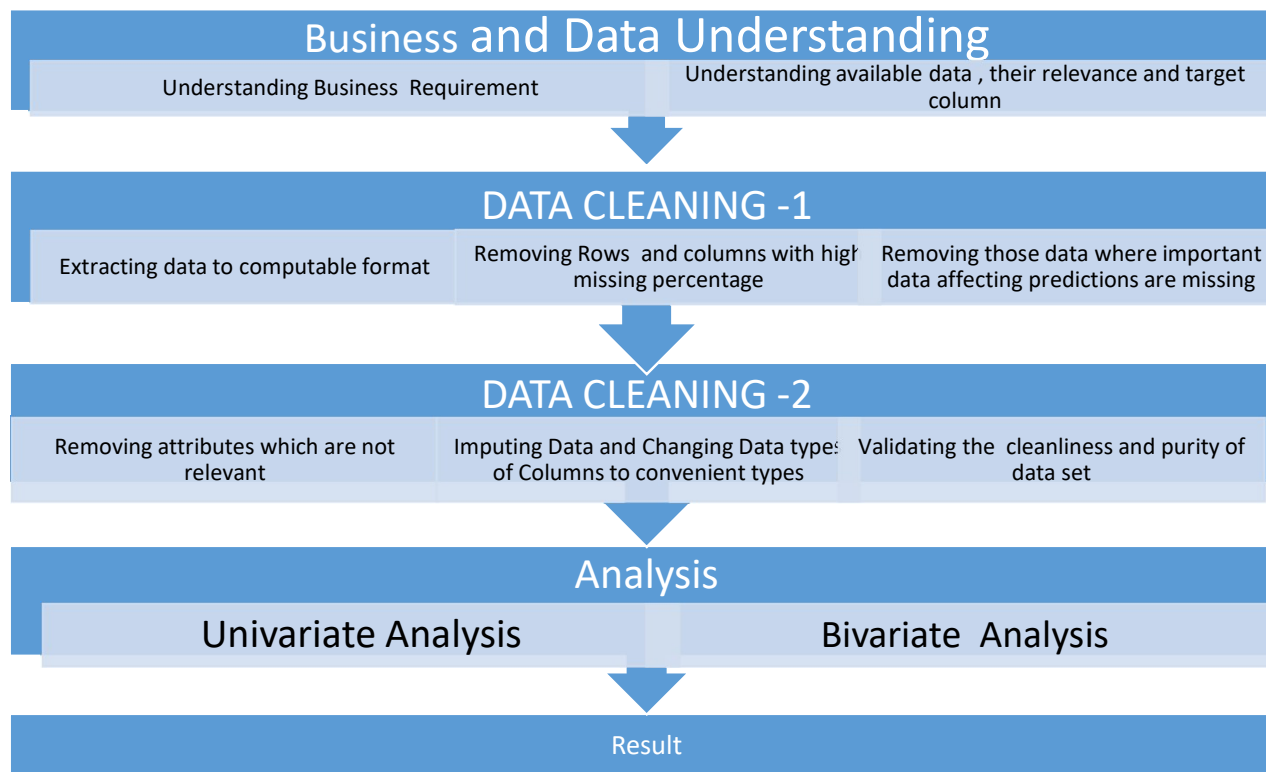 Business and Data Understanding
Understanding Business Requirement
Understanding available data , their relevance and target
column
DATA CLEANING -1
Extracting data to computable format
Removing Rows and columns with high
missing percentage
Removing those data where important
data affecting predictions are missing
DATA CLEANING -2
Removing attributes which are not
relevant
Imputing Data and Changing Data types
of Columns to convenient types
Validating the cleanliness and purity of
data set
Analysis
Univariate Analysis
Bivariate Analysis
Result